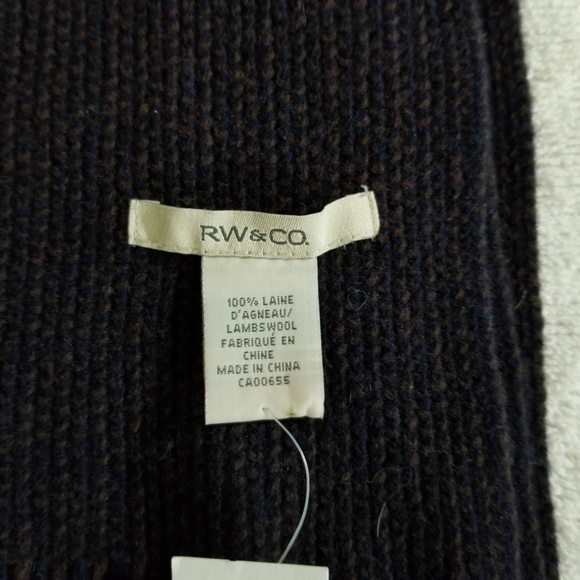 RW&CO.
100% LAINE
D'AGNEAU/
LAMBSWOOL
FABRIQUÉ EN
CHINE
MADE IN CHINA
CA00655